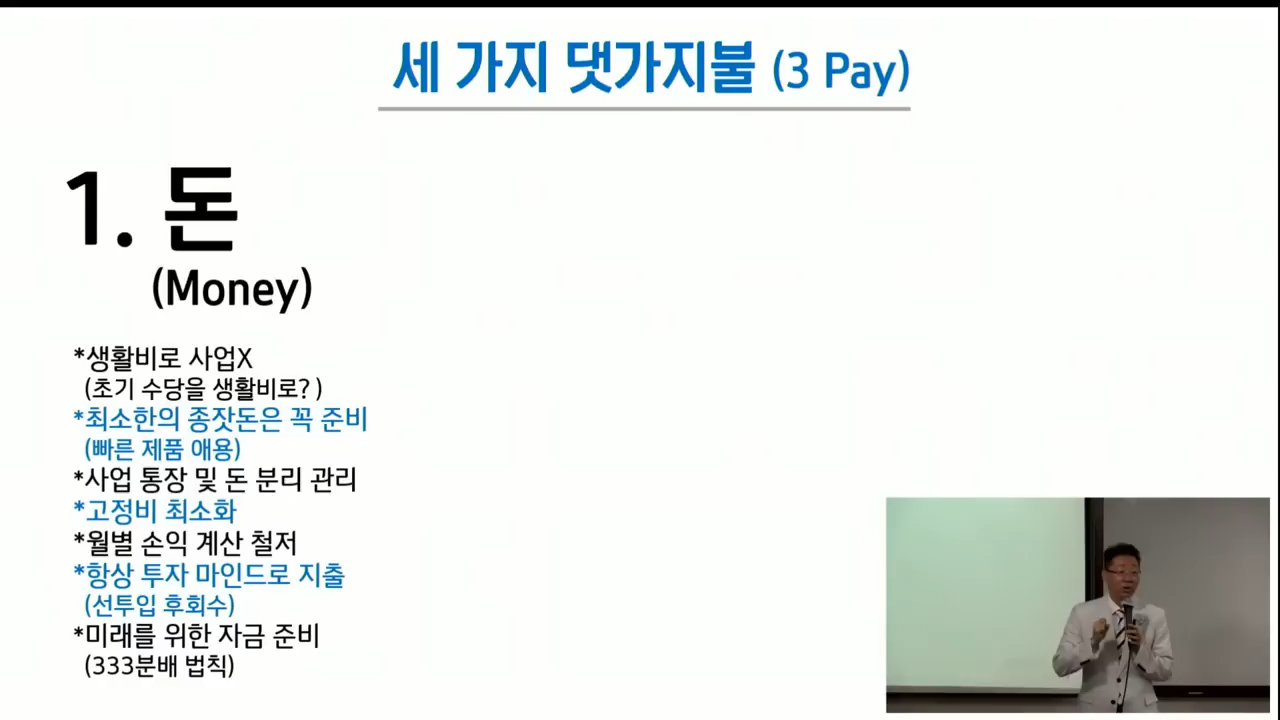 세 가지 댓가지불 (3 Pay)
1. 돈
(Money)
*생활비로 사업X
(초기 수당을 생활비로? )
*최소한의 종잣돈은 꼭 준비
(빠른 제품 애용)
*사업 통장 및 돈 분리 관리
*고정비 최소화
*월별 손익 계산 철저
*항상 투자 마인드로 지출
(선투입 후회수)
*미래를 위한 자금 준비
(333분배 법칙)